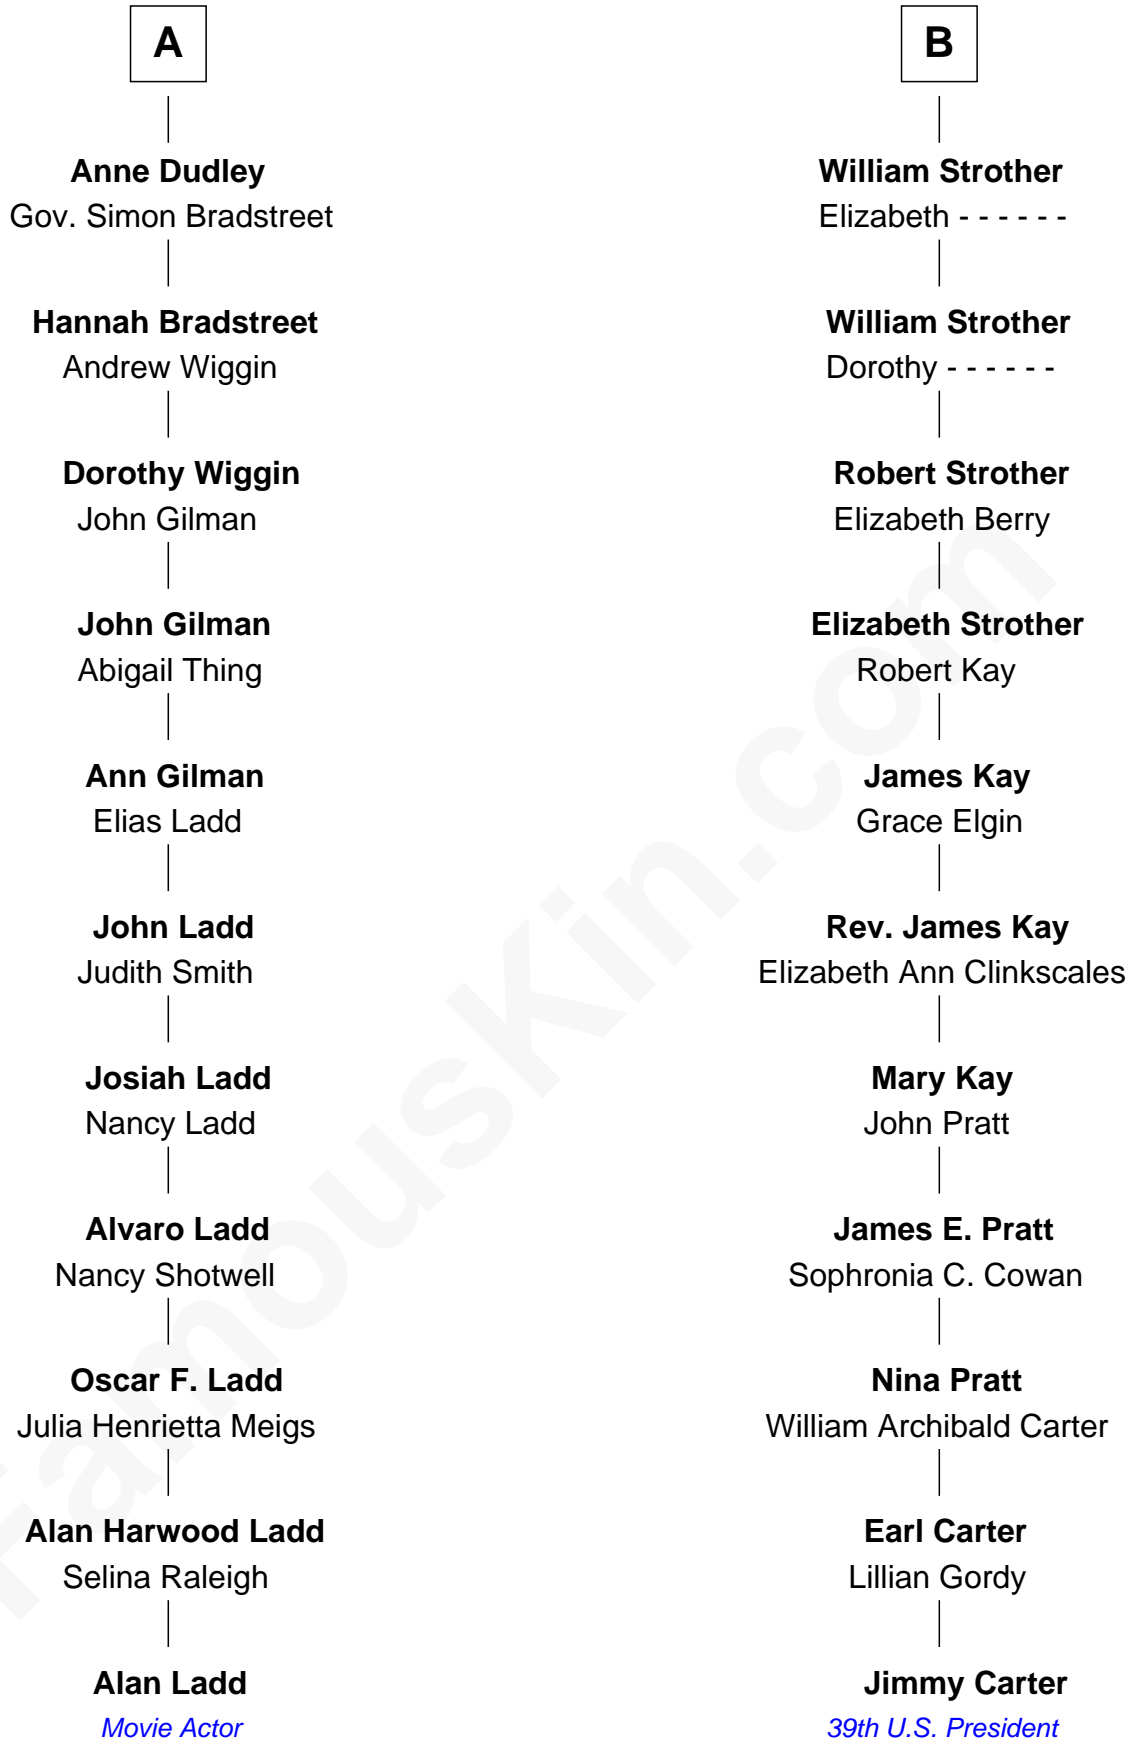 A
Anne Dudley
Gov. Simon Bradstreet
Hannah Bradstreet
Andrew Wiggin
Dorothy Wiggin
John Gilman
John Gilman
Abigail Thing
Ann Gilman
Elias Ladd
John Ladd
Judith Smith
Josiah Ladd
Nancy Ladd
Alvaro Ladd
Nancy Shotwell
Oscar F. Ladd
Julia Henrietta Meigs
Alan Harwood Ladd
Selina Raleigh
Alan Ladd
Movie Actor
B
William Strother
Elizabeth - - - - - -
William Strother
Dorothy - - - - - -
Robert Strother
Elizabeth Berry
Elizabeth Strother
Robert Kay
James Kay
Grace Elgin
Rev. James Kay
Elizabeth Ann Clinkscales
Mary Kay
John Pratt
James E. Pratt
Sophronia C. Cowan
Nina Pratt
William Archibald Carter
Earl Carter
Lillian Gordy
Jimmy Carter
39th U.S. President
FamousKin.com